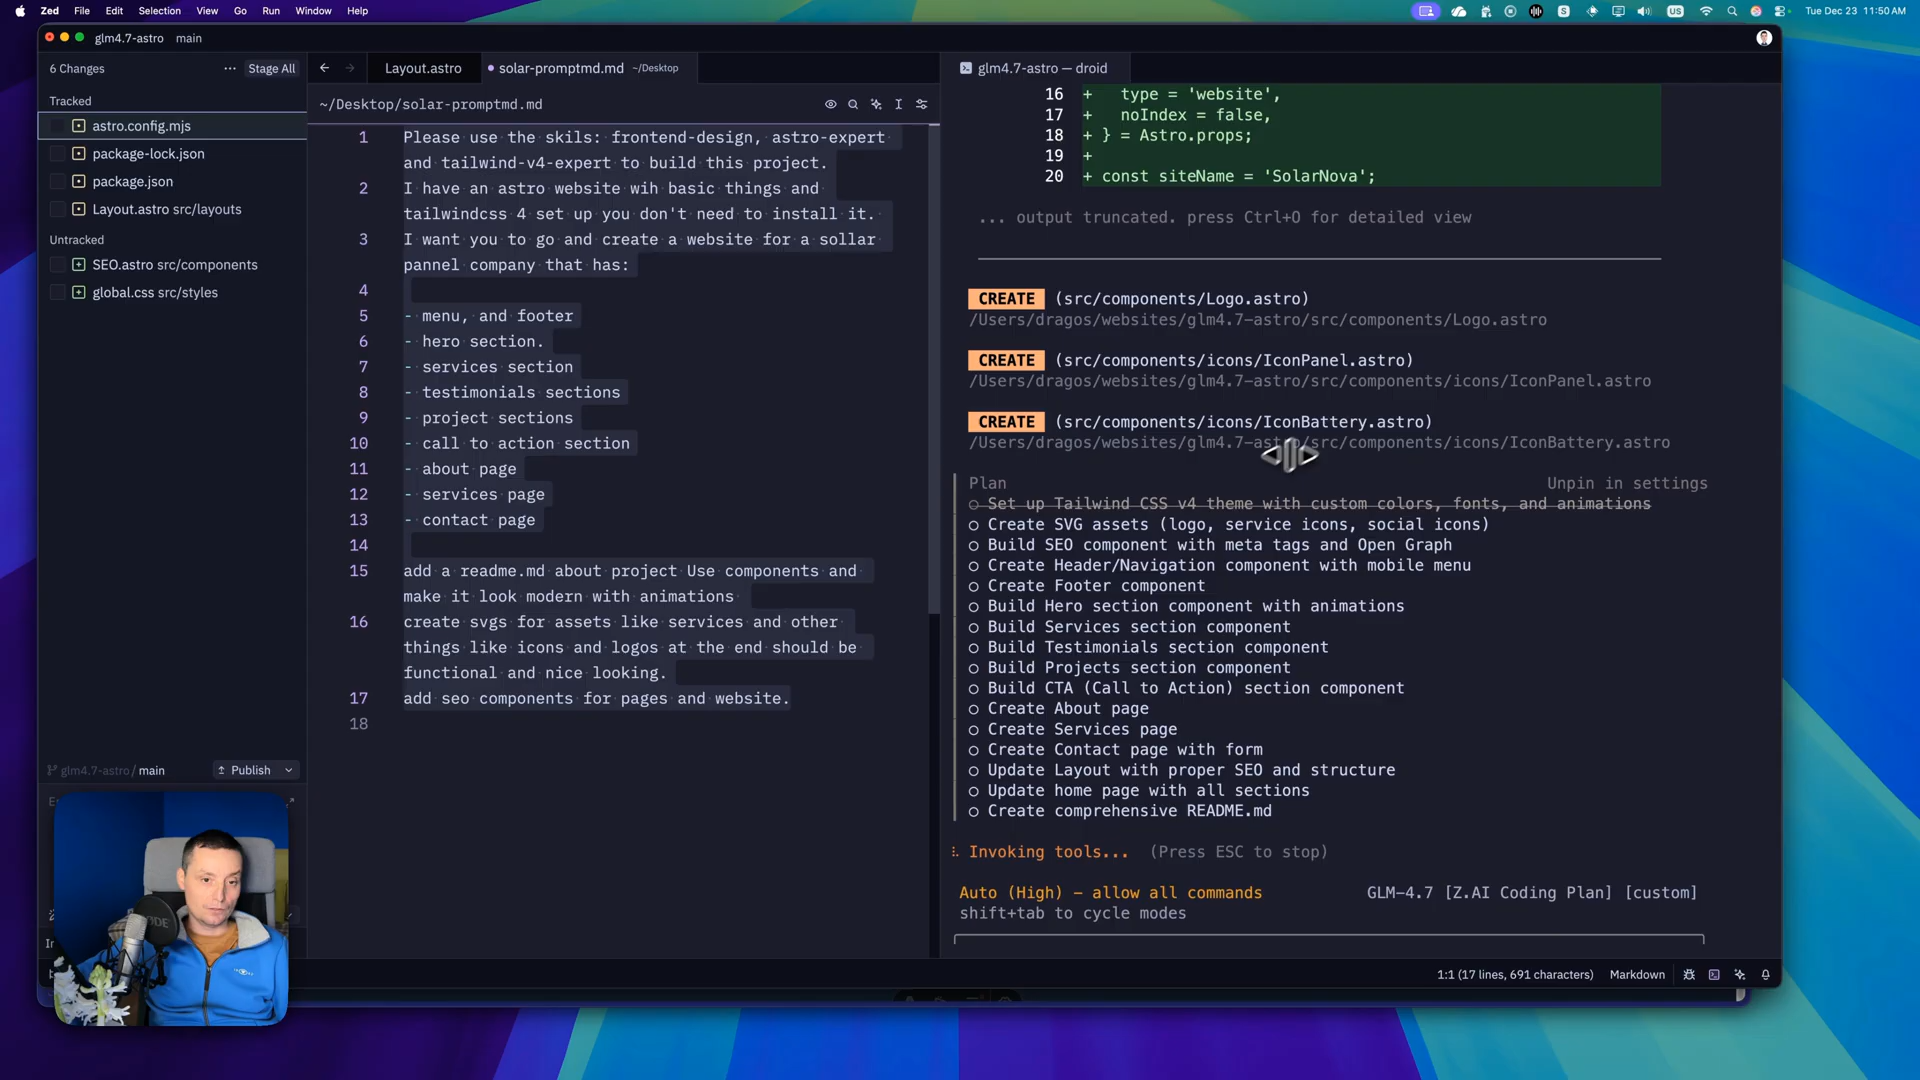 Zed File Edit Selection View Go Run Window Help
US
Tue Dec 23 11:50 AM
glm4.7-astro main
6 Changes
Stage All
Tracked
astro.config.mjs
package-lock.json
package.json
Layout.astro src/layouts
Untracked
SEO.astro src/components
global.css src/styles
glm4.7-astro / main
Publish
Layout.astro
solar-promptmd.md ~/Desktop
~/Desktop/solar-promptmd.md
1 Please use the skils: frontend-design, astro-expert
and tailwind-v4-expert to build this project.
2 I have an astro website wih basic things and
tailwindcss 4 set up you don't need to install it.
3 I want you to go and create a website for a sollar
pannel company that has:
4
5 - menu, and footer
6 - hero section.
7 - services section
8 - testimonials sections
9 - project sections
10 - call to action section
11 - about page
12 - services page
13 - contact page
14
15 add a readme.md about project Use components and
make it look modern with animations
16 create svgs for assets like services and other
things like icons and logos at the end should be
functional and nice looking.
17 add seo components for pages and website.
18
glm4.7-astro — droid
16 + type = 'website',
17 + noIndex = false,
18 + } = Astro.props;
19 +
20 + const siteName = 'SolarNova';
... output truncated. press Ctrl+O for detailed view
CREATE (src/components/Logo.astro)
/Users/dragos/websites/glm4.7-astro/src/components/Logo.astro
CREATE (src/components/icons/IconPanel.astro)
/Users/dragos/websites/glm4.7-astro/src/components/icons/IconPanel.astro
CREATE (src/components/icons/IconBattery.astro)
/Users/dragos/websites/glm4.7-astro/src/components/icons/IconBattery.astro
Plan Unpin in settings
○ Set up Tailwind CSS v4 theme with custom colors, fonts, and animations
○ Create SVG assets (logo, service icons, social icons)
○ Build SEO component with meta tags and Open Graph
○ Create Header/Navigation component with mobile menu
○ Create Footer component
○ Build Hero section component with animations
○ Build Services section component
○ Build Testimonials section component
○ Build Projects section component
○ Build CTA (Call to Action) section component
○ Create About page
○ Create Services page
○ Create Contact page with form
○ Update Layout with proper SEO and structure
○ Update home page with all sections
○ Create comprehensive README.md
Invoking tools... (Press ESC to stop)
Auto (High) - allow all commands GLM-4.7 [Z.AI Coding Plan] [custom]
shift+tab to cycle modes
1:1 (17 lines, 691 characters) Markdown